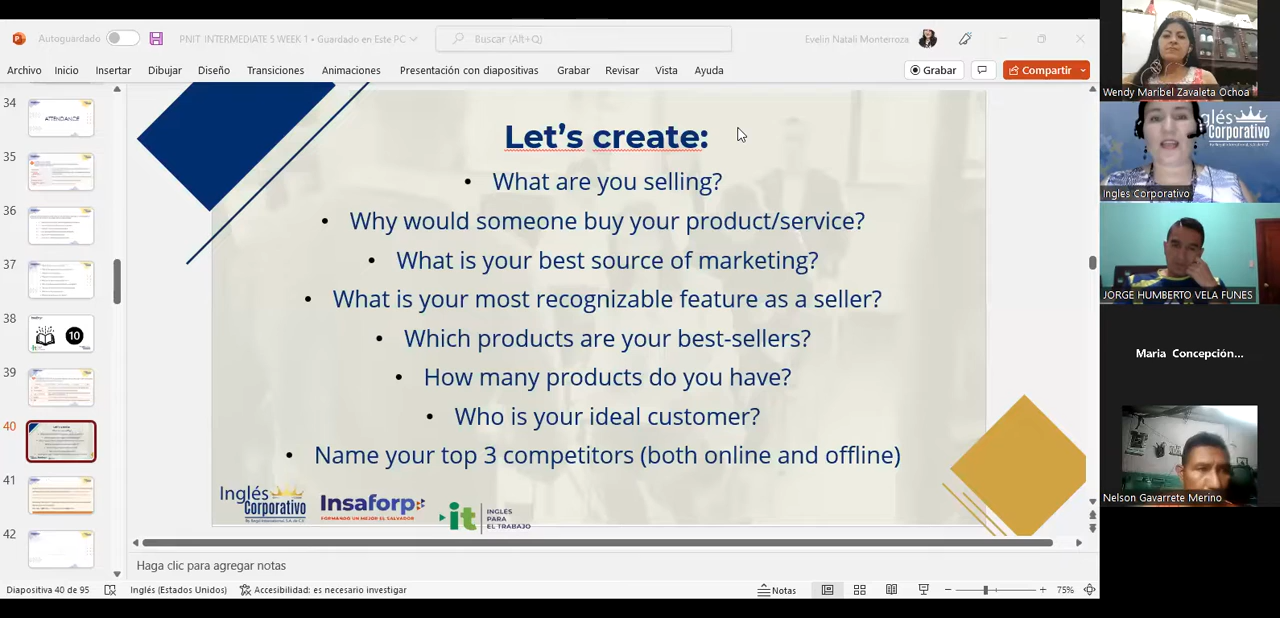 Autoguardado
PNIT INTERMEDIATE 5 WEEK 1 • Guardado en Este PC
Buscar (Alt+Q)
Evelin Natali Monterroza
Archivo Inicio Insertar Dibujar Diseño Transiciones Animaciones Presentación con diapositivas Grabar Revisar Vista Ayuda
Grabar
Compartir
34
ATTENDANCE
35
36
37
38
10
39
40
41
42
Let's create:
• What are you selling?
• Why would someone buy your product/service?
• What is your best source of marketing?
• What is your most recognizable feature as a seller?
• Which products are your best-sellers?
• How many products do you have?
• Who is your ideal customer?
• Name your top 3 competitors (both online and offline)
Inglés
Corporativo
Insaforp
FORMANDO UN MEJOR EL SALVADOR
it
INGLES
PARA
EL TRABAJO
Haga clic para agregar notas
Diapositiva 40 de 95
Inglés (Estados Unidos)
Accesibilidad: es necesario investigar
Notas
75%
Wendy Maribel Zavaleta Ochoa
glés
Corporativo
Ingles Corporativo
JORGE HUMBERTO VELA FUNES
Maria Concepción...
Nelson Gavarrete Merino